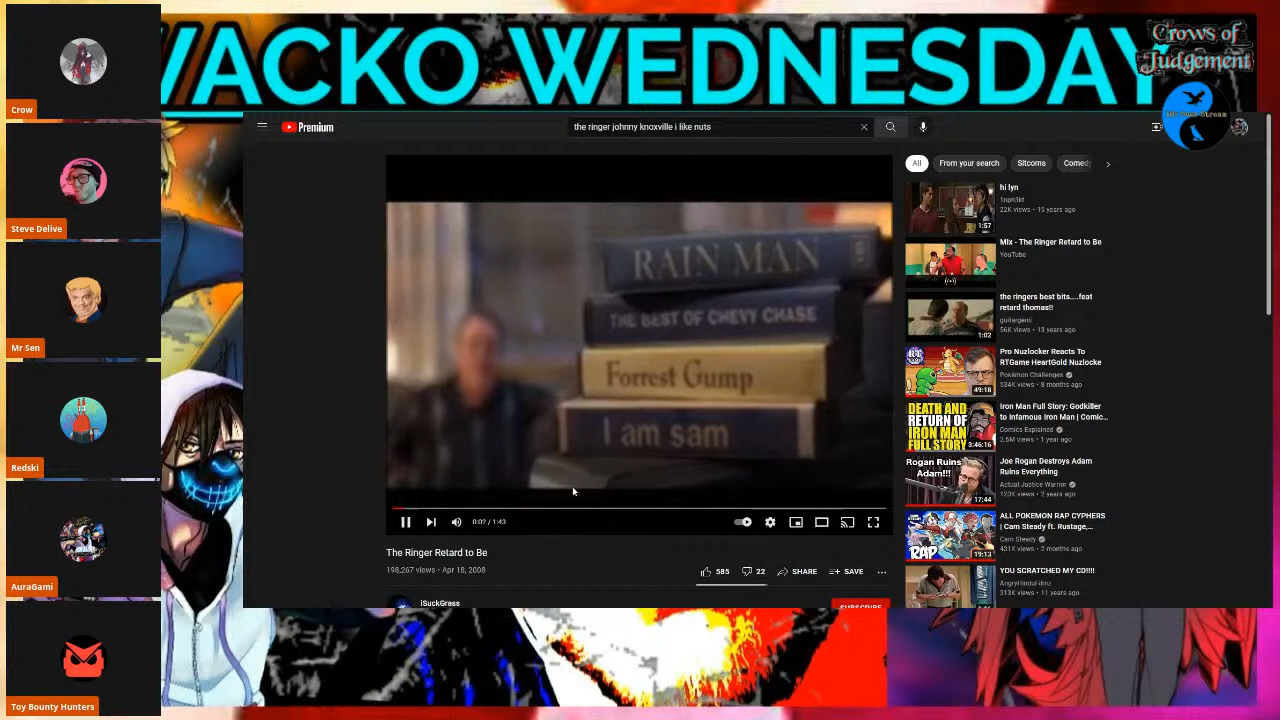 WACKO WEDNESDAY
Crows of
Judgement
Crow
Steve Delive
Mr Sen
Redski
AuraGami
Toy Bounty Hunters
Premium
the ringer johnny knoxville i like nuts
RAIN MAN
THE BEST OF CHEVY CHASE
Forrest Gump
I am sam
0:02 / 1:43
The Ringer Retard to Be
198,267 views • Apr 18, 2008
585
22
SHARE
SAVE
iSuckGrass
SUBSCRIBE
All
From your search
Sitcoms
Comedy
hi lyn
1nph3kt
22K views • 15 years ago
1:57
Mix - The Ringer Retard to Be
YouTube
the ringers best bits....feat
retard thomas!!
56K views • 13 years ago
1:02
Pro Nuzlocker Reacts To
RTGame HeartGold Nuzlocke
Pokémon Challenges
534K views • 8 months ago
RT
49:18
Iron Man Full Story: Godkiller
to Infamous Iron Man | Comic...
Comics Explained
2.6M views • 1 year ago
DEATH AND
RETURN OF
IRON MAN
FULL STORY
3:46:16
Joe Rogan Destroys Adam
Ruins Everything
Actual Justice Warrior
123K views • 2 years ago
Rogan Ruins
Adam!!!
17:44
ALL POKEMON RAP CYPHERS
| Cam Steady ft. Rustage,...
Cam Steady
431K views • 2 months ago
RAP
19:13
YOU SCRATCHED MY CD!!!!
AngryHinduFilmz
313K views • 11 years ago